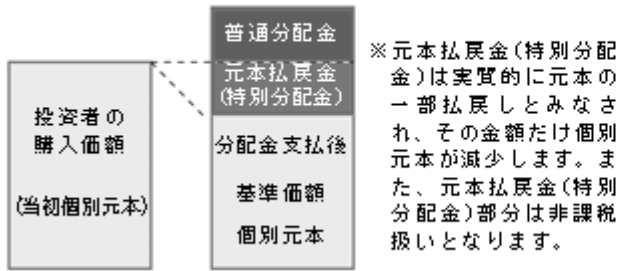 普通分配金
元本払戻金
(特別分配金)
投資者の
購入価額
(当初個別元本)
分配金支払後
基準価額
個別元本
※元本払戻金(特別分配
金)は実質的に元本の
一部払戻しとみなさ
れ、その金額だけ個別
元本が減少します。ま
た、元本払戻金(特別
分配金)部分は非課税
扱いとなります。